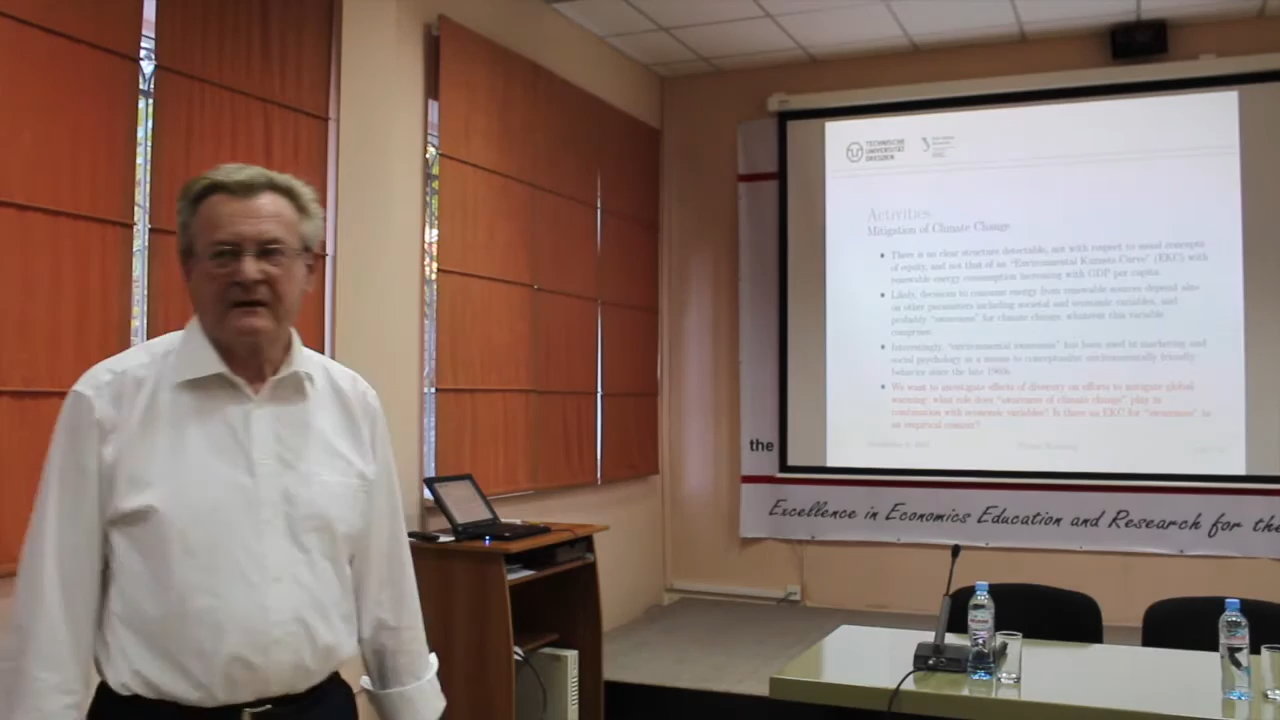 TECHNISCHE
UNIVERSITÄT
DRESDEN
Activities
Mitigation of Climate Change
There is no clear structure detectable, not with respect to usual concepts
of equity, and not that of an "Environmental Kuznets Curve" (EKC) with
renewable energy consumption increasing with GDP per capita.
Likely, decisions to consume energy from renewable sources depend also
on other parameters including societal and economic variables, and
probably "awareness" for climate change, whatever this variable
comprises.
Interestingly, "environmental awareness" has been used in marketing and
social psychology as a means to conceptualize environmentally friendly
behavior since the late 1960s.
We want to investigate effects of diversity on efforts to mitigate global
warming: what role does "awareness of climate change" play in
combination with economic variables? Is there an EKC for "awareness" in
an empirical context?
the
Excellence in Economics Education and Research for the